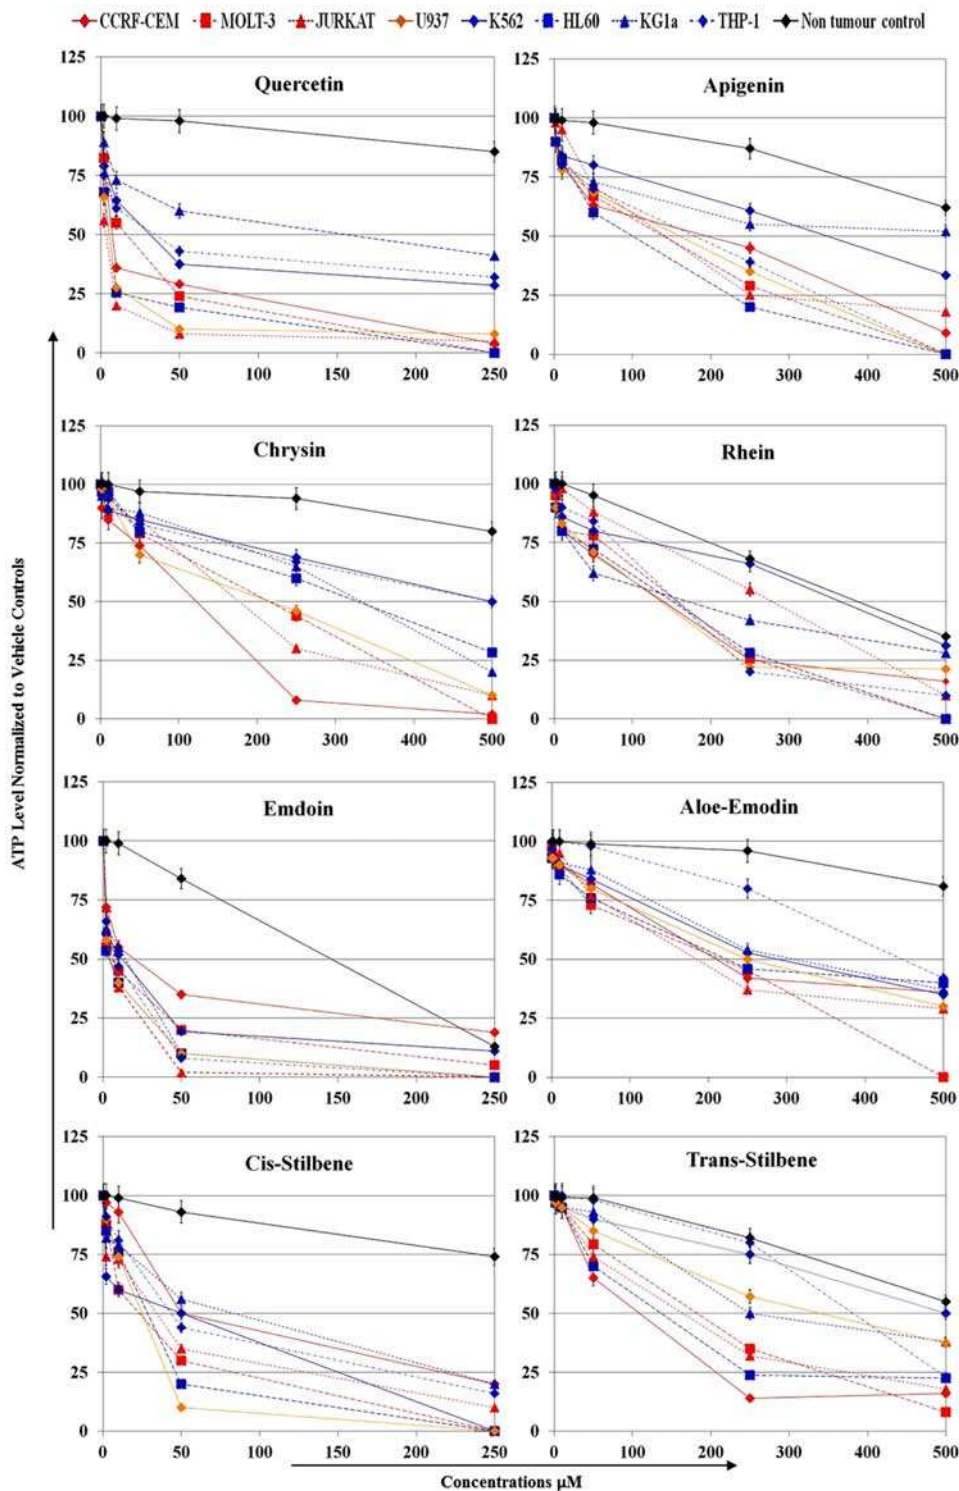 CCRF-CEM MOLT-3 JURKAT U937 K562 HL60 KG1a THP-1 Non tumour control
Quercetin
125
100
75
50
25
0
0 50 100 150 200 250
Apigenin
125
100
75
50
25
0
0 100 200 300 400 500
Chrysin
125
100
75
50
25
0
0 100 200 300 400 500
Rhein
125
100
75
50
25
0
0 100 200 300 400 500
Emdoin
125
100
75
50
25
0
0 50 100 150 200 250
Aloe-Emodin
125
100
75
50
25
0
0 100 200 300 400 500
Cis-Stilbene
125
100
75
50
25
0
0 50 100 150 200 250
Trans-Stilbene
125
100
75
50
25
0
0 100 200 300 400 500
ATP Level Normalized to Vehicle Controls
Concentrations µM